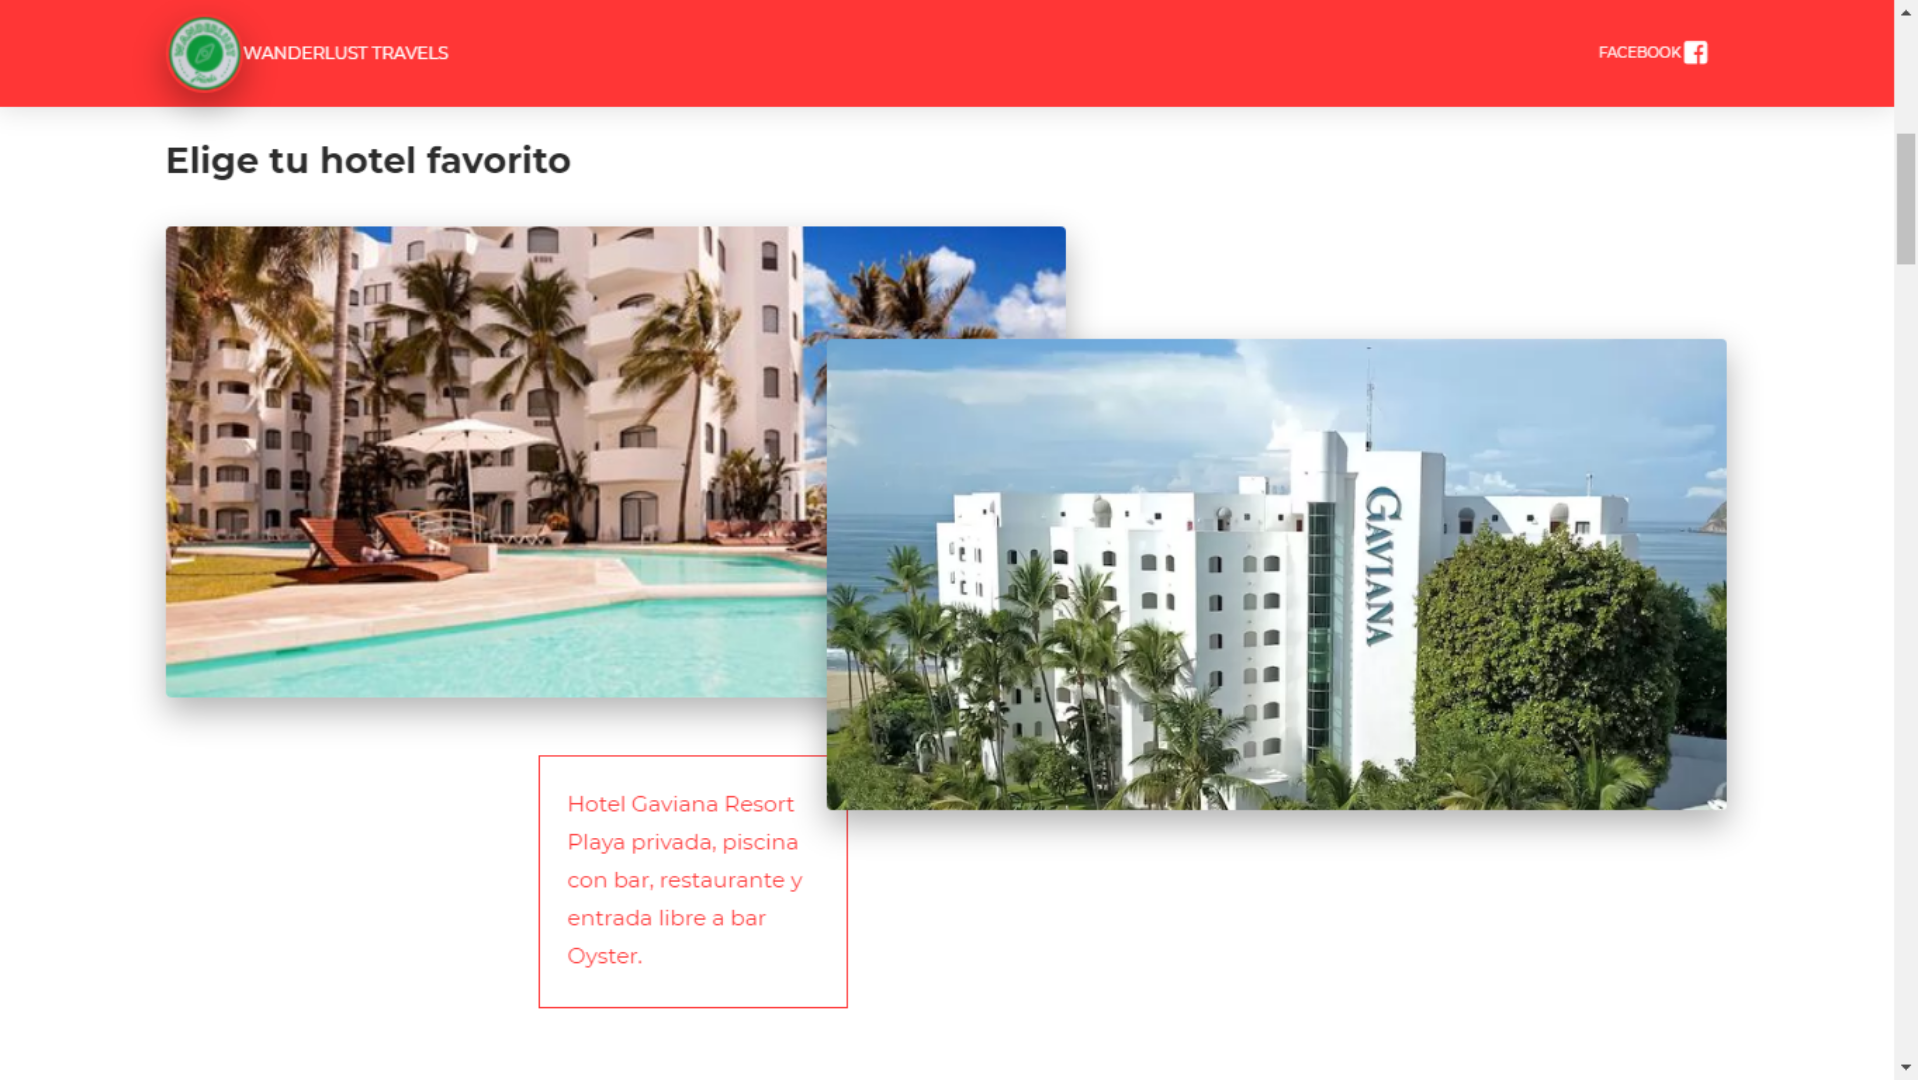 WANDERLUST
WANDERLUST TRAVELS
FACEBOOK
Elige tu hotel favorito
GAVIANA
Hotel Gaviana Resort
Playa privada, piscina
con bar, restaurante y
entrada libre a bar
Oyster.